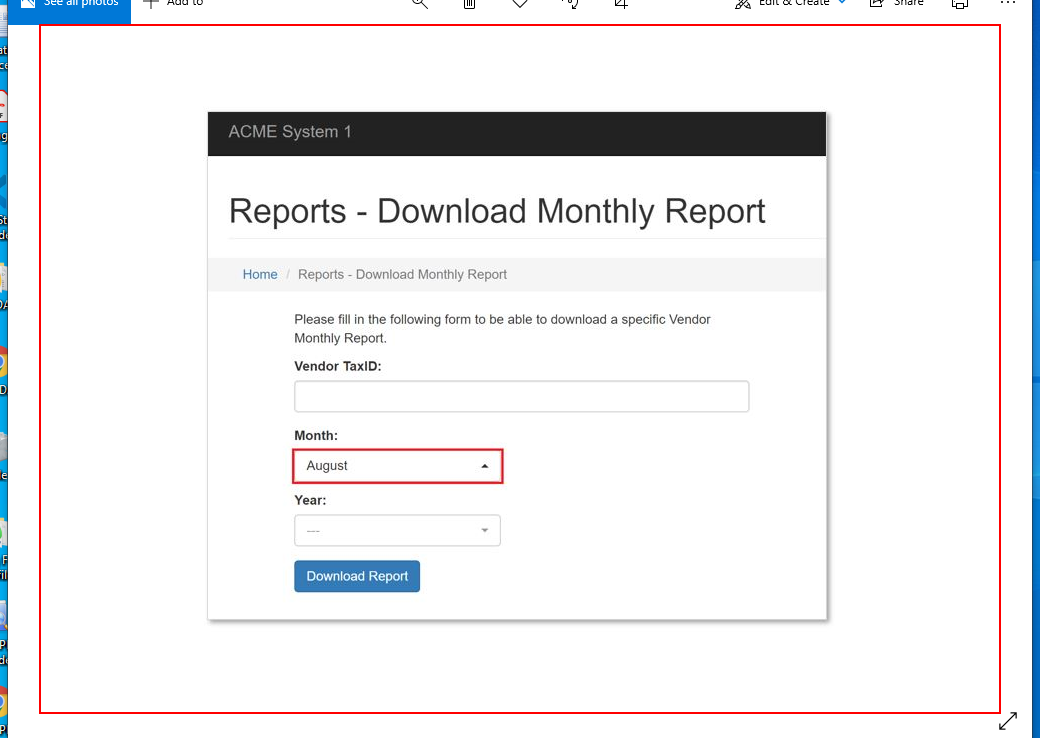 See all photos
Add to
Edit & Create
Share
ACME System 1
Reports - Download Monthly Report
Home / Reports - Download Monthly Report
Please fill in the following form to be able to download a specific Vendor
Monthly Report.
Vendor TaxID:
Month:
August
Year:
---
Download Report